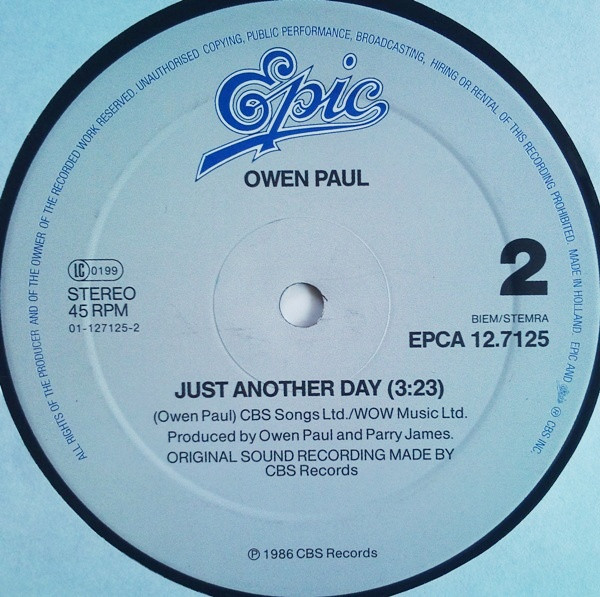 ALL RIGHTS OF THE PRODUCER AND OF THE OWNER OF THE RECORDED WORK RESERVED. UNAUTHORISED COPYING, PUBLIC PERFORMANCE, BROADCASTING, HIRING OR RENTAL OF THIS RECORDING PROHIBITED. MADE IN HOLLAND. EPIC AND Epic ® CBS INC.
Epic
OWEN PAUL
LC 0199
STEREO
45 RPM
01-127125-2
2
BIEM/STEMRA
EPCA 12.7125
JUST ANOTHER DAY (3:23)
(Owen Paul) CBS Songs Ltd./WOW Music Ltd.
Produced by Owen Paul and Parry James.
ORIGINAL SOUND RECORDING MADE BY
CBS Records
℗ 1986 CBS Records